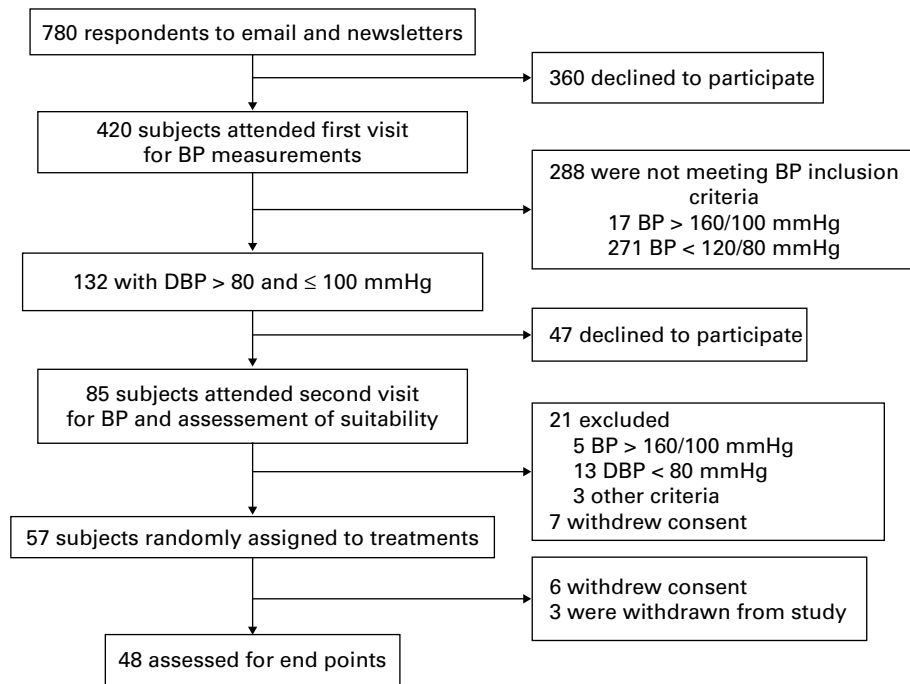 780 respondents to email and newsletters
360 declined to participate
420 subjects attended first visit
for BP measurements
288 were not meeting BP inclusion
criteria
17 BP > 160/100 mmHg
271 BP < 120/80 mmHg
132 with DBP > 80 and ≤ 100 mmHg
47 declined to participate
85 subjects attended second visit
for BP and assessement of suitability
21 excluded
5 BP > 160/100 mmHg
13 DBP < 80 mmHg
3 other criteria
7 withdrew consent
57 subjects randomly assigned to treatments
6 withdrew consent
3 were withdrawn from study
48 assessed for end points